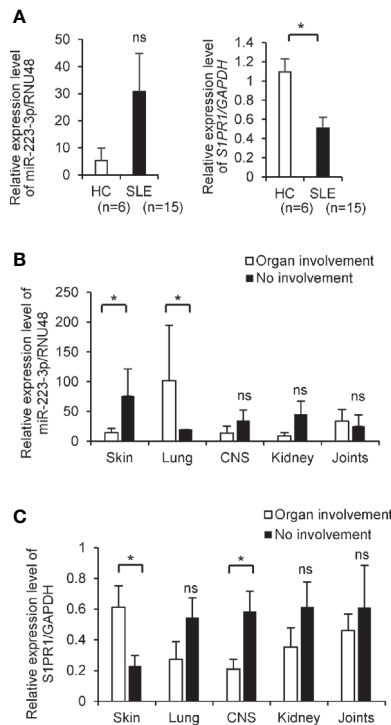 A
Relative expression level
of miR-223-3p/RNU48
60
50
40
30
20
10
0
ns
HC
SLE
(n=6)
(n=15)
Relative expression level
of S1PR1/GAPDH
1.4
1.2
1
0.8
0.6
0.4
0.2
0
*
HC
SLE
(n=6)
(n=15)
B
Organ involvement
No involvement
Relative expression level of
miR-223-3p/RNU48
250
200
150
100
50
0
*
*
ns
ns
ns
Skin
Lung
CNS
Kidney
Joints
C
Organ involvement
No involvement
Relative expression level of
S1PR1/GAPDH
1
0.8
0.6
0.4
0.2
0
*
ns
*
ns
ns
Skin
Lung
CNS
Kidney
Joints